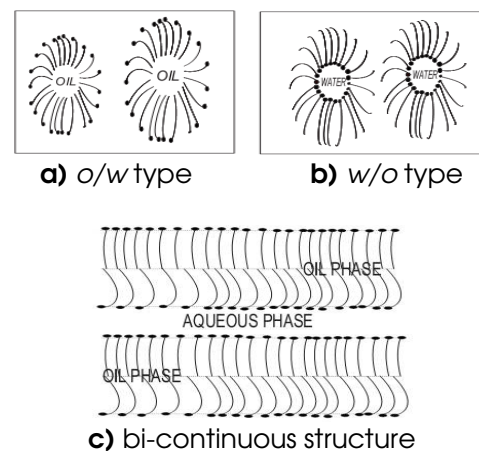 OIL
OIL
WATER
WATER
a) o/w type
b) w/o type
OIL PHASE
AQUEOUS PHASE
OIL PHASE
c) bi-continuous structure